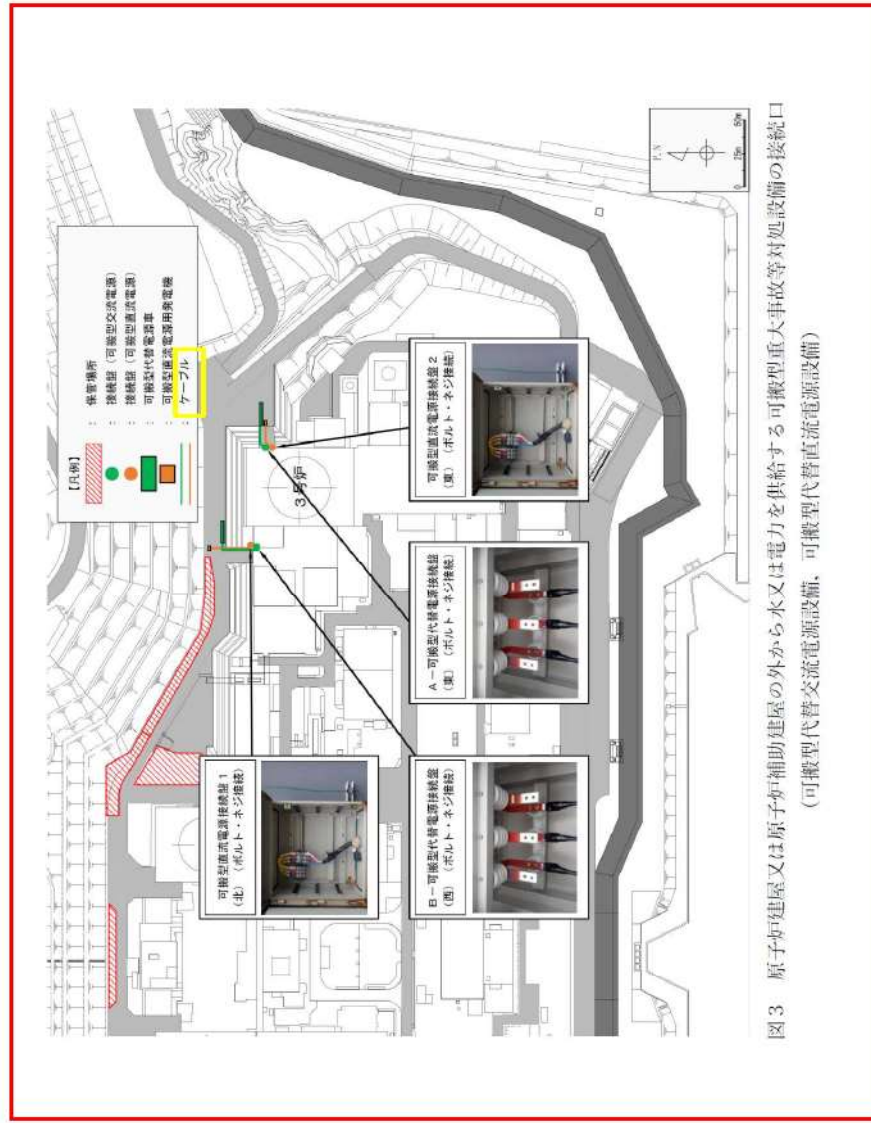 【凡例】
： 保管場所
： 接続盤（可搬型交流電源）
： 接続盤（可搬型直流電源）
： 可搬型代替電源車
： 可搬型直流電源用発電機
： ケーブル
3号炉
可搬型直流電源接続盤1
（北）（ボルト・ネジ接続）
B－可搬型代替電源接続盤
（西）（ボルト・ネジ接続）
A－可搬型代替電源接続盤
（東）（ボルト・ネジ接続）
可搬型直流電源接続盤2
（東）（ボルト・ネジ接続）
P.N
0 25m 50m
図3 原子炉建屋又は原子炉補助建屋の外から水又は電力を供給する可搬型重大事故等対処設備の接続口
（可搬型代替交流電源設備、可搬型代替直流電源設備）